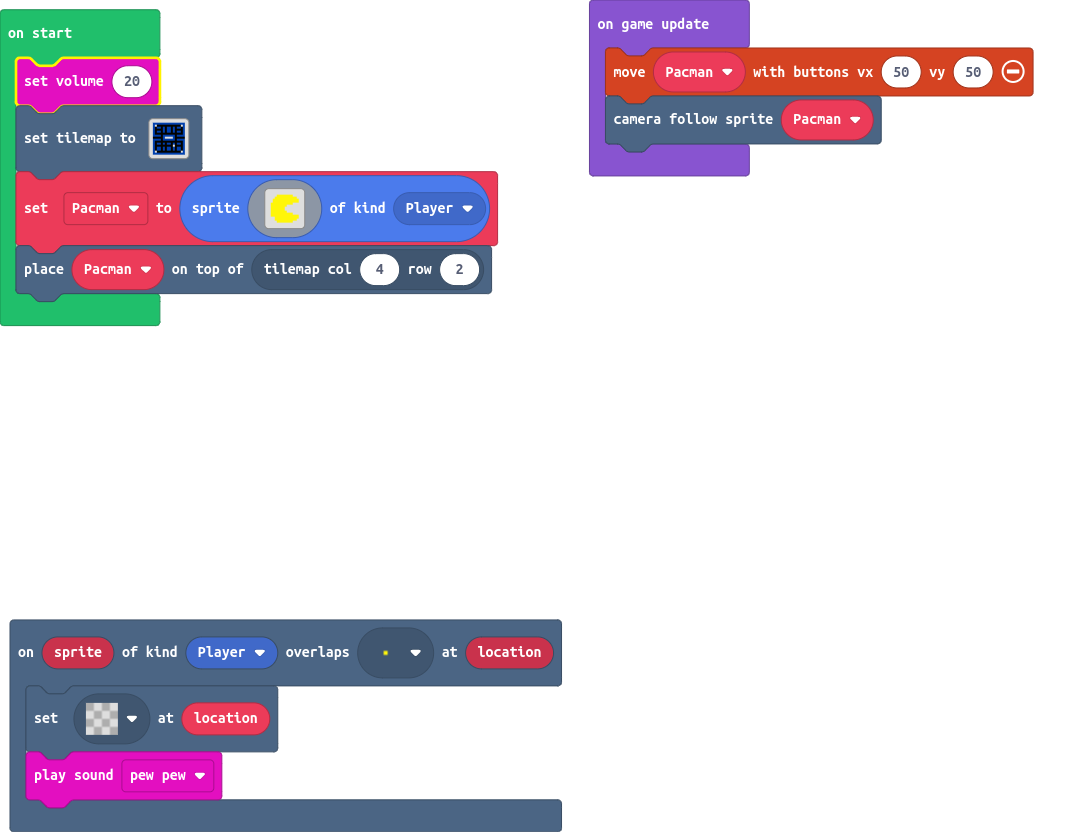 on start
set volume 20
set tilemap to
set Pacman to sprite of kind Player
place Pacman on top of tilemap col 4 row 2
on game update
move Pacman with buttons vx 50 vy 50
camera follow sprite Pacman
on sprite of kind Player overlaps at location
set at location
play sound pew pew